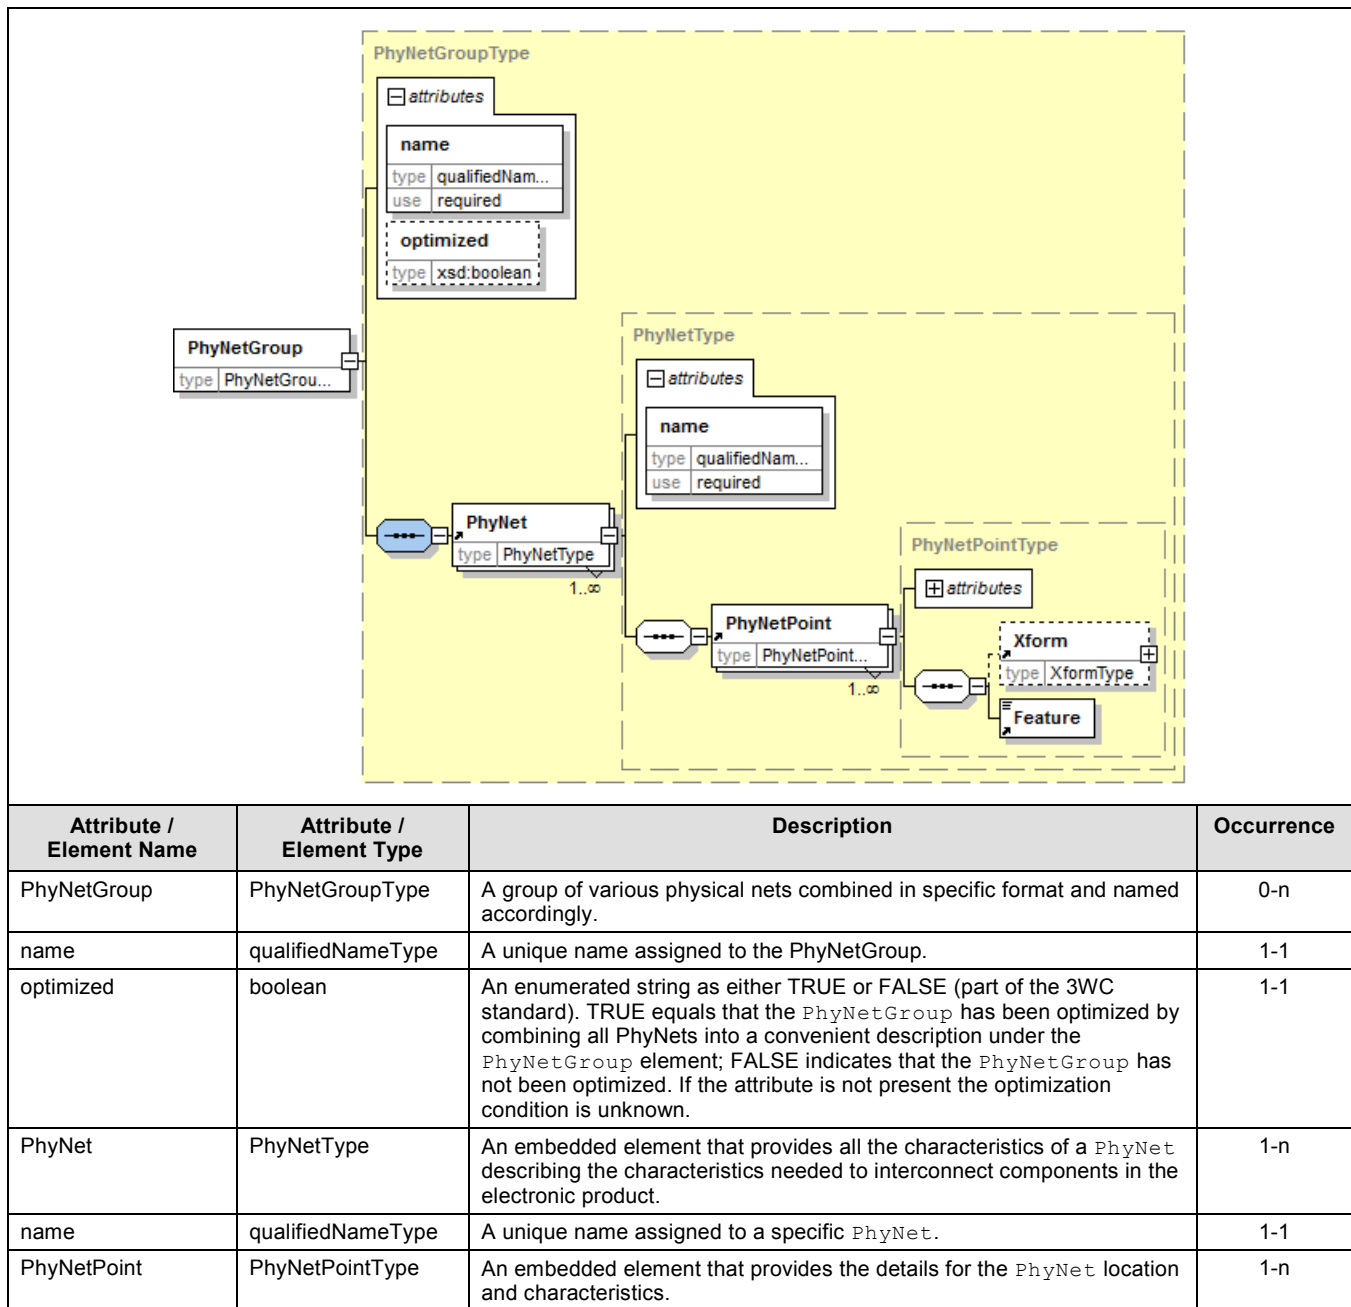 PhyNetGroupType
attributes
name
type qualifiedNam...
use required
optimized
type xsd:boolean
PhyNetGroup
type PhyNetGrou...
PhyNetType
attributes
name
type qualifiedNam...
use required
PhyNet
type PhyNetType
1..∞
PhyNetPointType
attributes
PhyNetPoint
type PhyNetPoint...
1..∞
Xform
type XformType
Feature
Attribute / Element Name
Attribute / Element Type
Description
Occurrence
PhyNetGroup
PhyNetGroupType
A group of various physical nets combined in specific format and named
accordingly.
0-n
name
qualifiedNameType
A unique name assigned to the PhyNetGroup.
1-1
optimized
boolean
An enumerated string as either TRUE or FALSE (part of the 3WC
standard). TRUE equals that the PhyNetGroup has been optimized by
combining all PhyNets into a convenient description under the
PhyNetGroup element; FALSE indicates that the PhyNetGroup has
not been optimized. If the attribute is not present the optimization
condition is unknown.
1-1
PhyNet
PhyNetType
An embedded element that provides all the characteristics of a PhyNet
describing the characteristics needed to interconnect components in the
electronic product.
1-n
name
qualifiedNameType
A unique name assigned to a specific PhyNet.
1-1
PhyNetPoint
PhyNetPointType
An embedded element that provides the details for the PhyNet location
and characteristics.
1-n